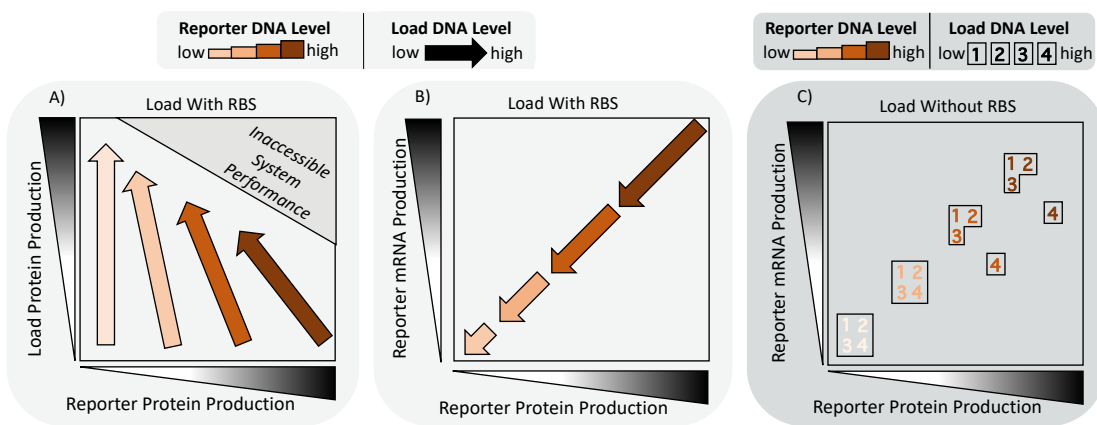 Reporter DNA Level
low high
Load DNA Level
low high
Reporter DNA Level
low high
Load DNA Level
low 1 2 3 4 high
A)
Load With RBS
Inaccessible
System
Performance
Load Protein Production
Reporter Protein Production
B)
Load With RBS
Reporter mRNA Production
Reporter Protein Production
C)
Load Without RBS
1 2
3
4
1 2
3
4
1 2
3 4
1 2
3 4
Reporter mRNA Production
Reporter Protein Production